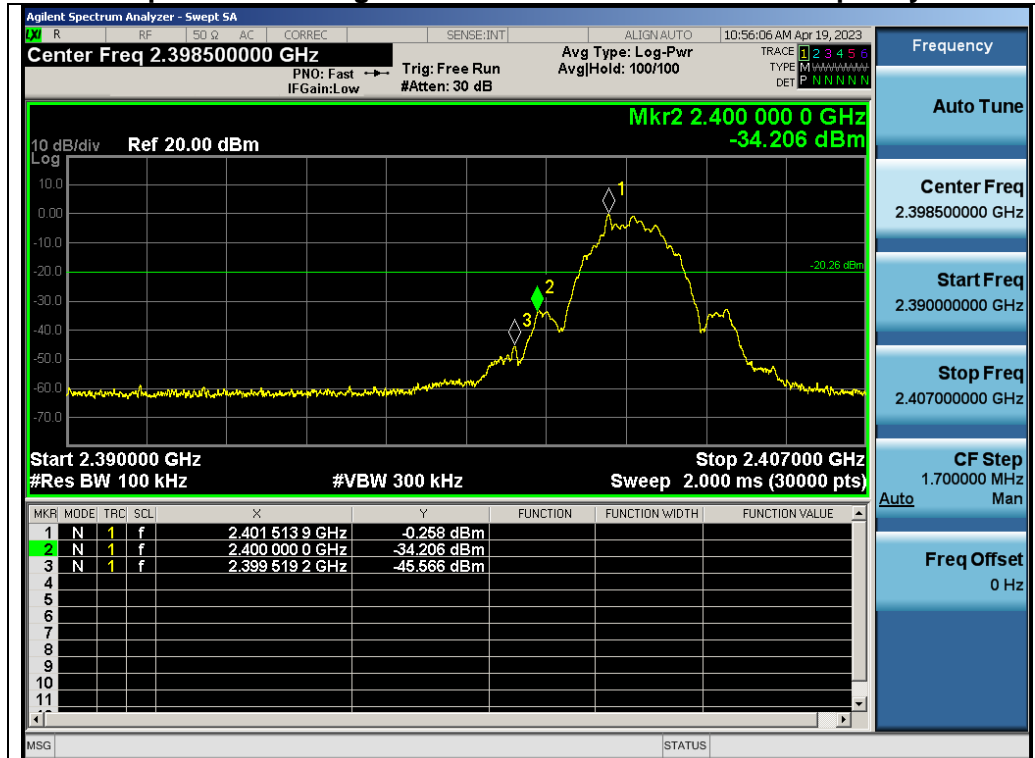 Agilent Spectrum Analyzer - Swept SA
LXI R RF 50 Ω AC CORREC SENSE:INT ALIGN AUTO 10:56:06 AM Apr 19, 2023
Center Freq 2.398500000 GHz
PNO: Fast
IFGain:Low
Trig: Free Run
#Atten: 30 dB
Avg Type: Log-Pwr
Avg|Hold: 100/100
TRACE 1 2 3 4 5 6
TYPE M WWWWW
DET P N N N N N
Mkr2 2.400 000 0 GHz
-34.206 dBm
10 dB/div Ref 20.00 dBm
Log
10.0
0.00
-10.0
-20.0
-30.0
-40.0
-50.0
-60.0
-70.0
1
2
3
-20.26 dBm
Start 2.390000 GHz Stop 2.407000 GHz
#Res BW 100 kHz #VBW 300 kHz Sweep 2.000 ms (30000 pts)
MKR MODE TRC SCL X Y FUNCTION FUNCTION WIDTH FUNCTION VALUE
1 N 1 f 2.401 513 9 GHz -0.258 dBm
2 N 1 f 2.400 000 0 GHz -34.206 dBm
3 N 1 f 2.399 519 2 GHz -45.566 dBm
4
5
6
7
8
9
10
11
MSG STATUS
Frequency
Auto Tune
Center Freq
2.398500000 GHz
Start Freq
2.390000000 GHz
Stop Freq
2.407000000 GHz
CF Step
1.700000 MHz
Auto Man
Freq Offset
0 Hz